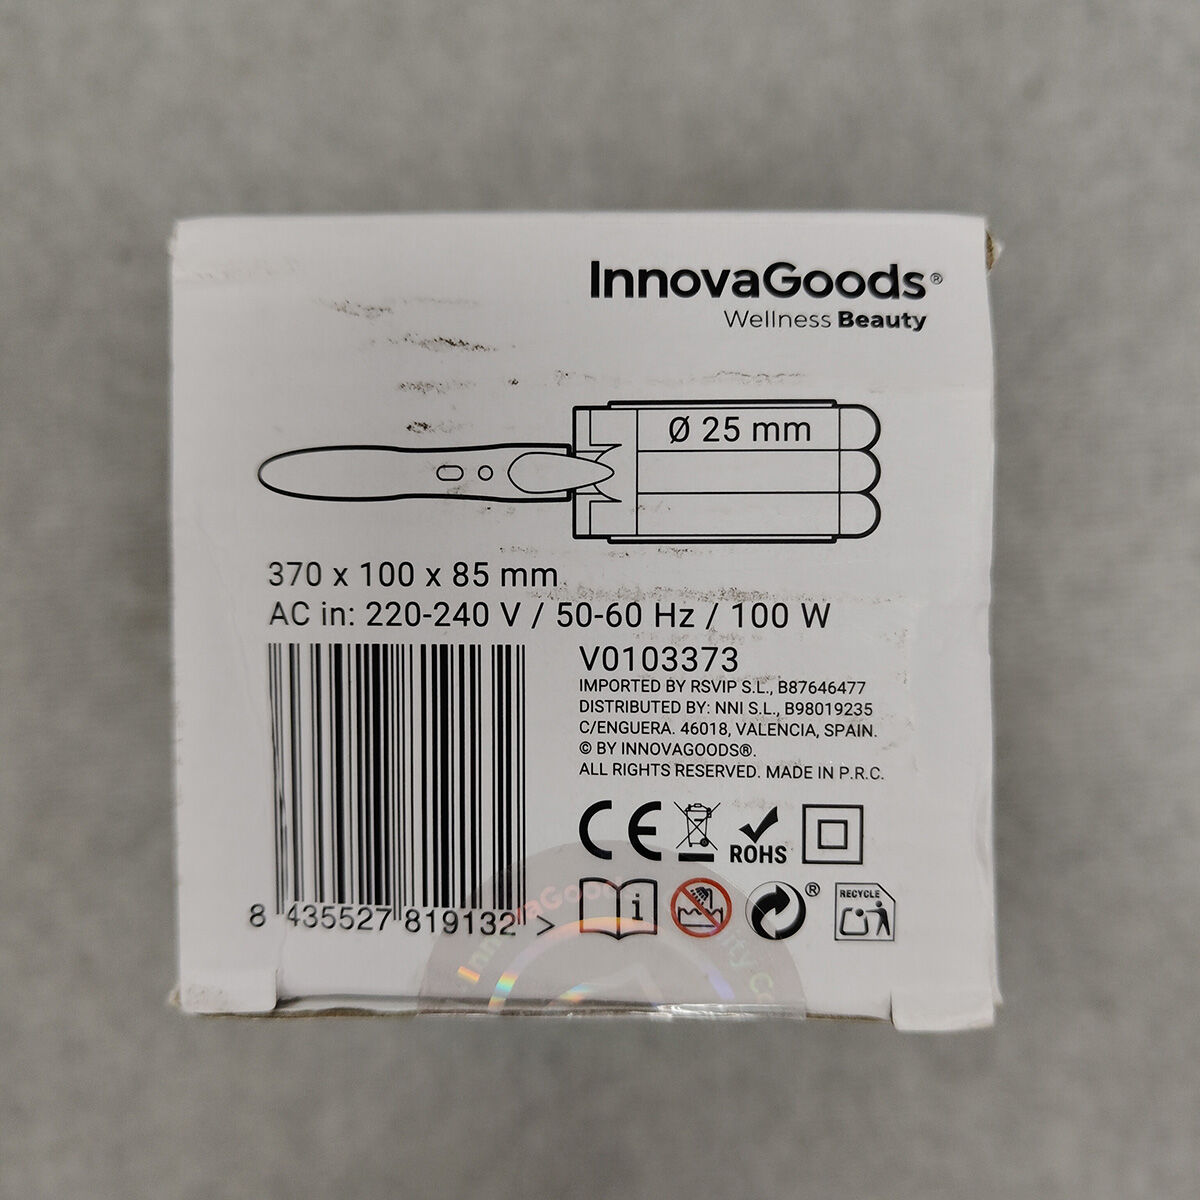 InnovaGoods®
Wellness Beauty
Ø 25 mm
370 x 100 x 85 mm
AC in: 220-240 V / 50-60 Hz / 100 W
V0103373
IMPORTED BY RSVIP S.L., B87646477
DISTRIBUTED BY: NNI S.L., B98019235
C/ENGUERA. 46018, VALENCIA, SPAIN.
© BY INNOVAGOODS®.
ALL RIGHTS RESERVED. MADE IN P.R.C.
CE
ROHS
i
®
RECYCLE
8 435527 819132 >
InnovaGoods